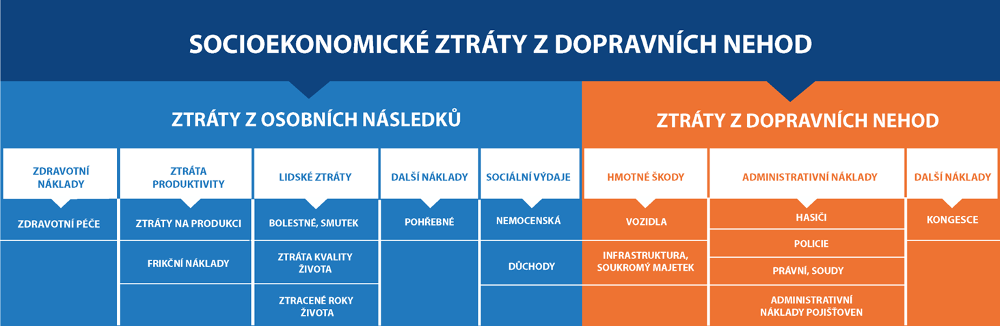 SOCIOEKONOMICKÉ ZTRÁTY Z DOPRAVNÍCH NEHOD
ZTRÁTY Z OSOBNÍCH NÁSLEDKŮ
ZDRAVOTNÍ
NÁKLADY
ZDRAVOTNÍ PÉČE
ZTRÁTA
PRODUKTIVITY
ZTRÁTY NA PRODUKCI
FRIKČNÍ NÁKLADY
LIDSKÉ ZTRÁTY
BOLESTNÉ, SMUTEK
ZTRÁTA KVALITY
ŽIVOTA
ZTRACENÉ ROKY
ŽIVOTA
DALŠÍ NÁKLADY
POHŘEBNÉ
SOCIÁLNÍ VÝDAJE
NEMOCENSKÁ
DŮCHODY
ZTRÁTY Z DOPRAVNÍCH NEHOD
HMOTNÉ ŠKODY
VOZIDLA
INFRASTRUKTURA,
SOUKROMÝ MAJETEK
ADMINISTRATIVNÍ NÁKLADY
HASIČI
POLICIE
PRÁVNÍ, SOUDY
ADMINISTRATIVNÍ
NÁKLADY POJIŠŤOVEN
DALŠÍ NÁKLADY
KONGESCE